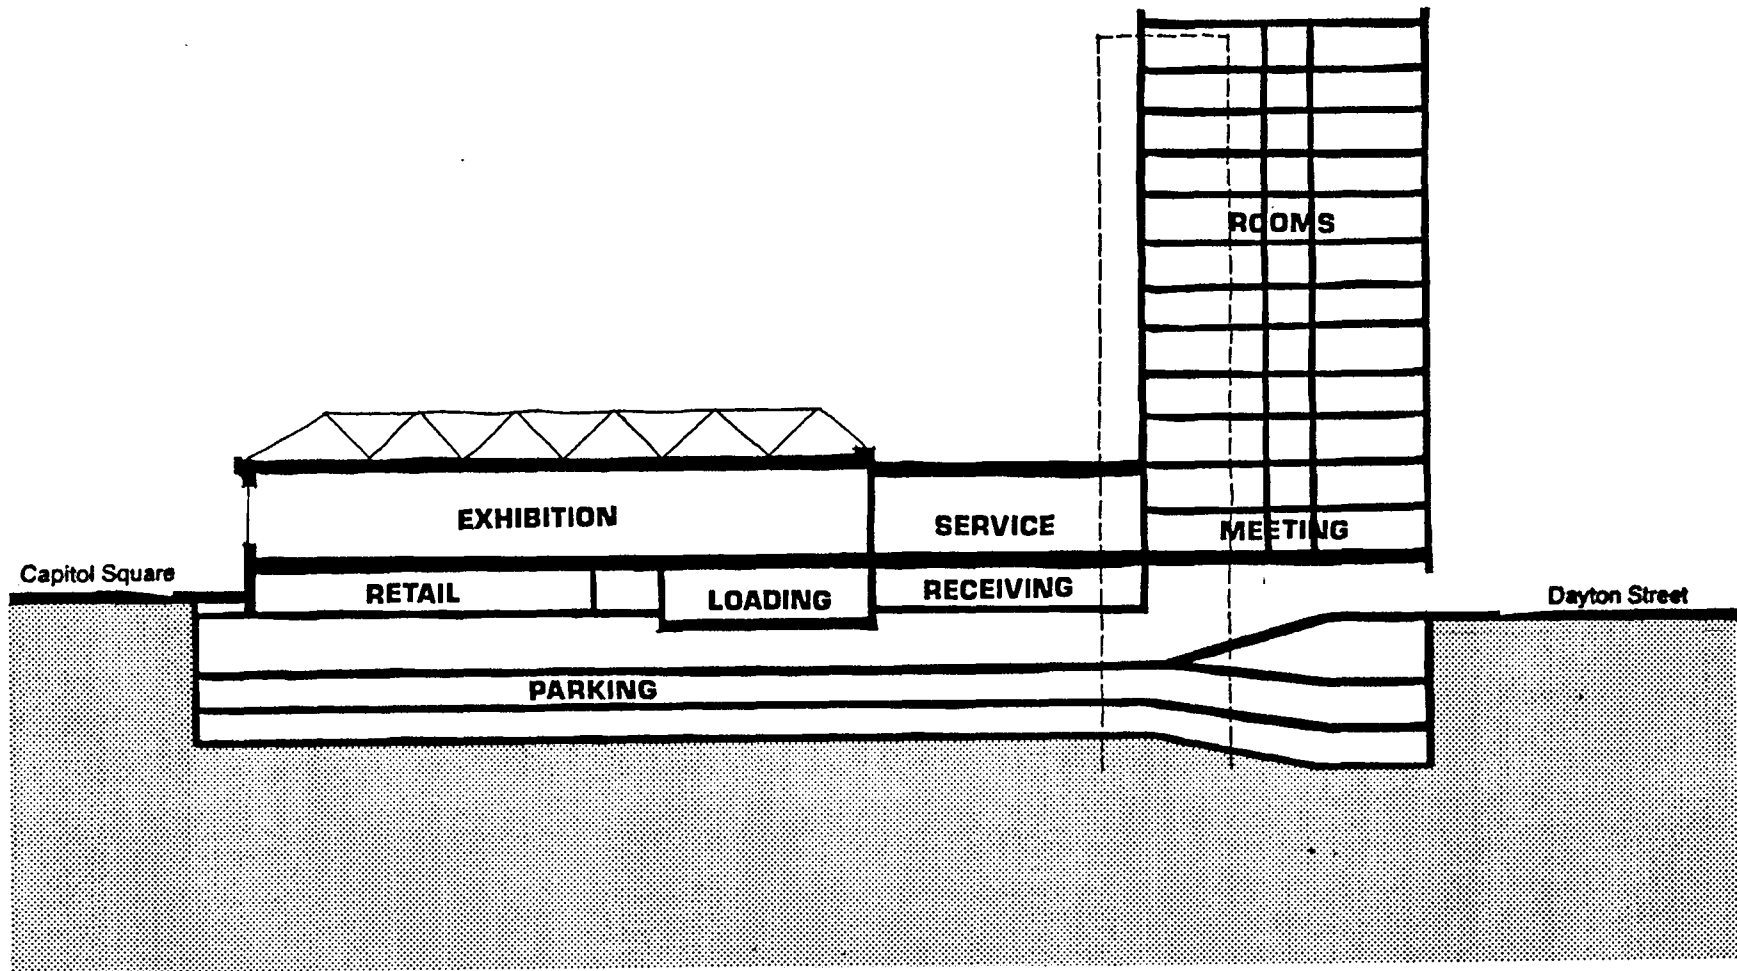 ROOMS
EXHIBITION
SERVICE
MEETING
Capitol Square
RETAIL
LOADING
RECEIVING
Dayton Street
PARKING